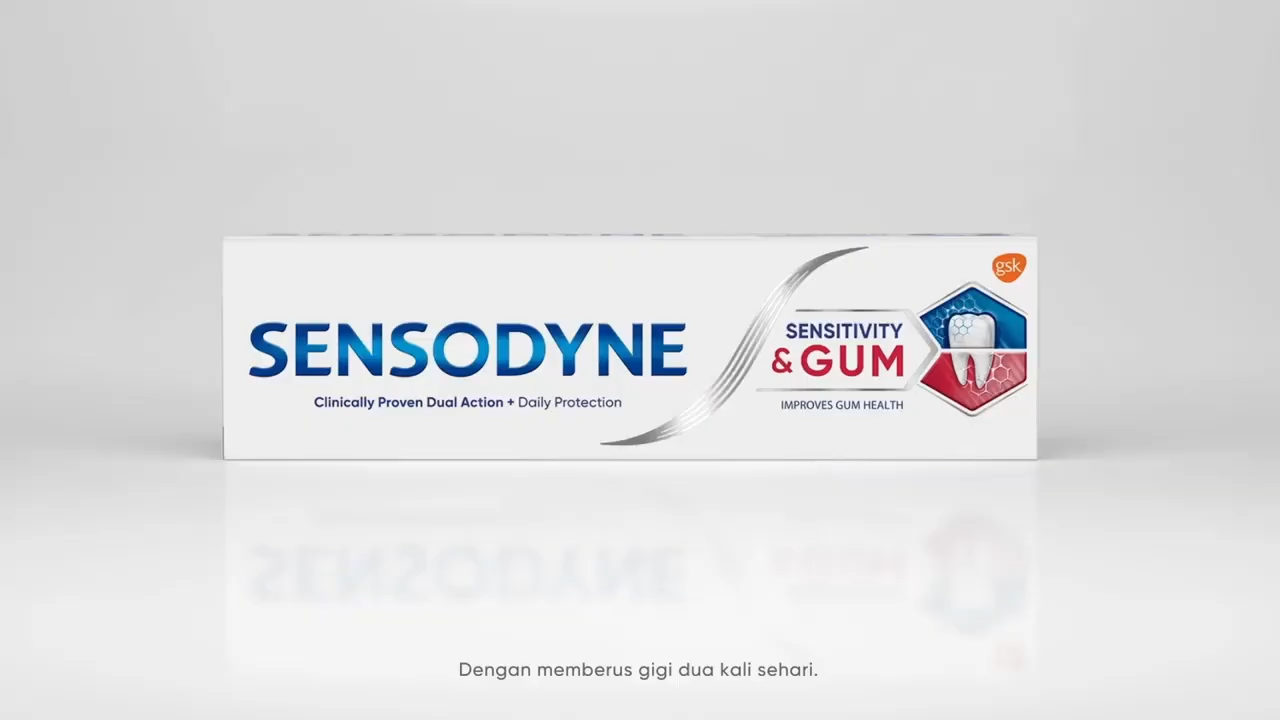 gsk
SENSODYNE
Clinically Proven Dual Action + Daily Protection
SENSITIVITY
& GUM
IMPROVES GUM HEALTH
Dengan memberus gigi dua kali sehari.